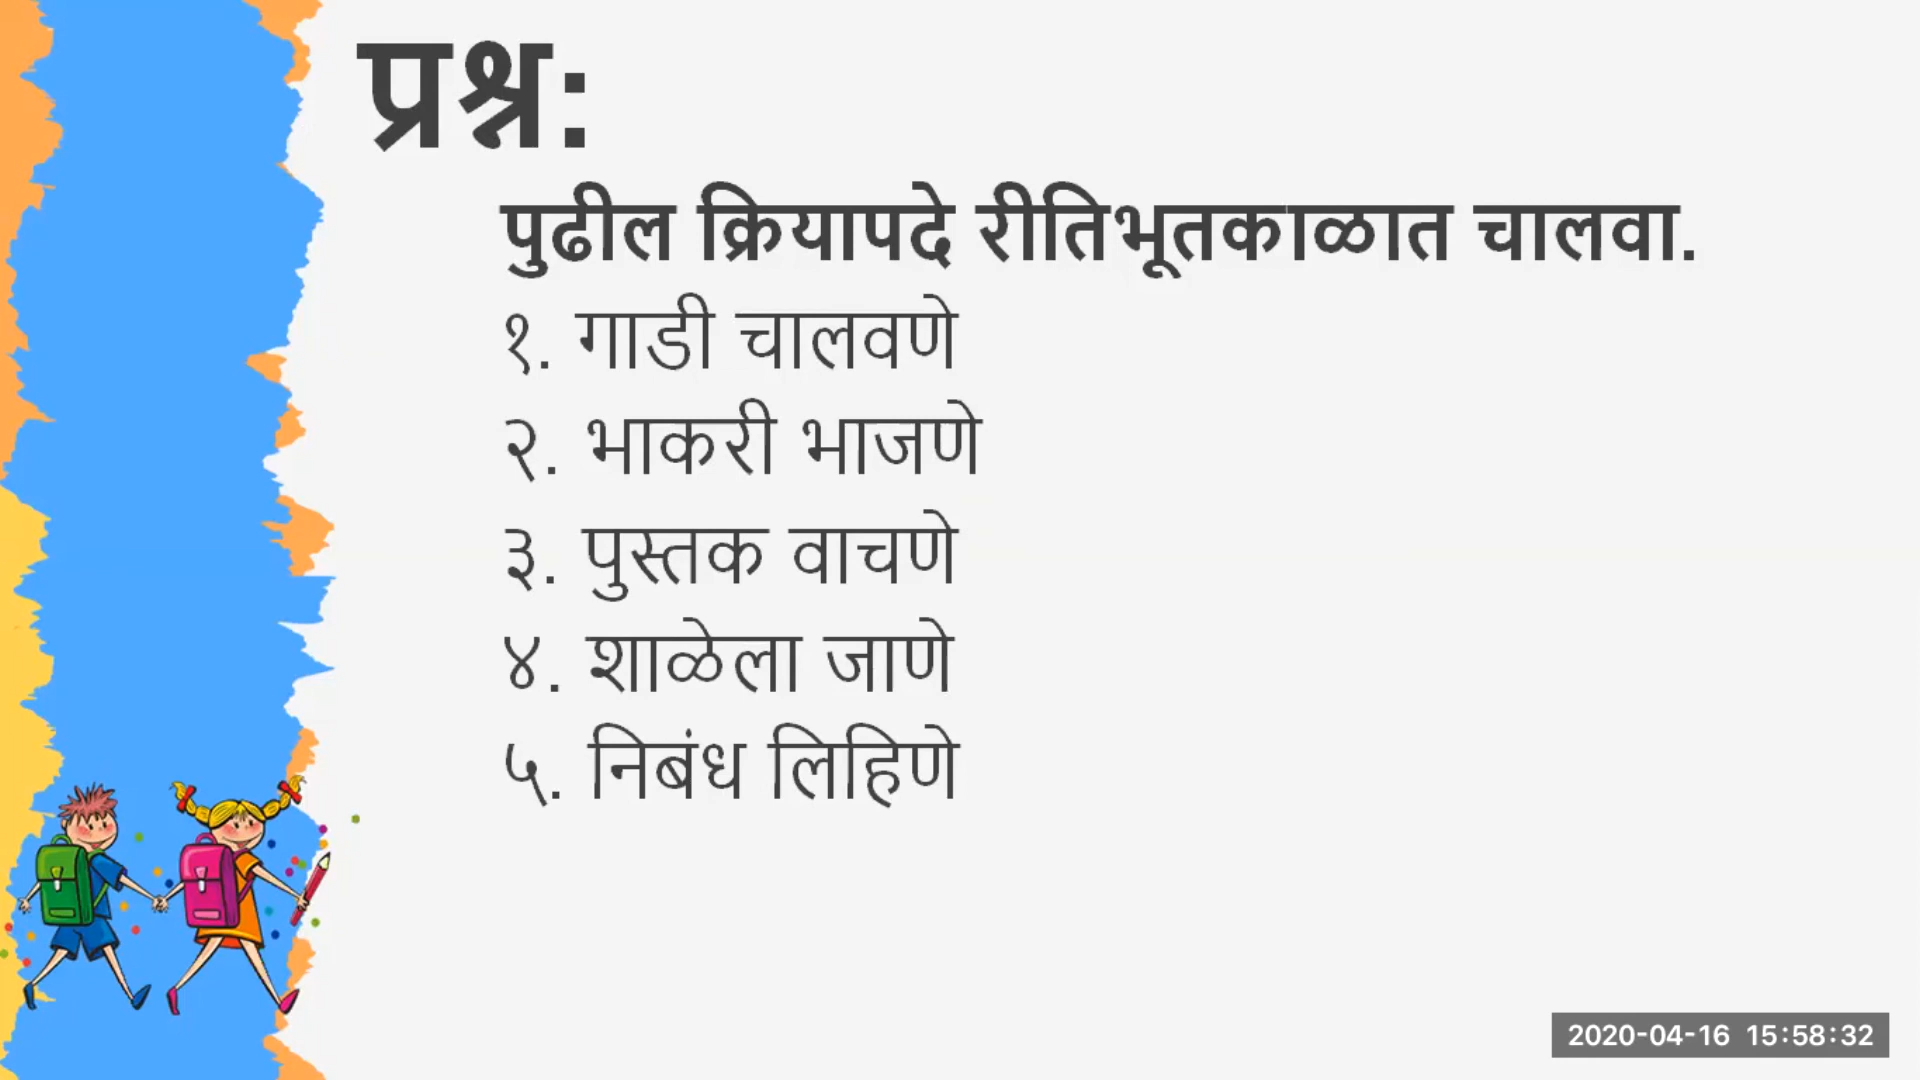 प्रश्न:
पुढील क्रियापदे रीतिभूतकाळात चालवा.
१. गाडी चालवणे
२. भाकरी भाजणे
३. पुस्तक वाचणे
४. शाळेला जाणे
५. निबंध लिहिणे
2020-04-16 15:58:32